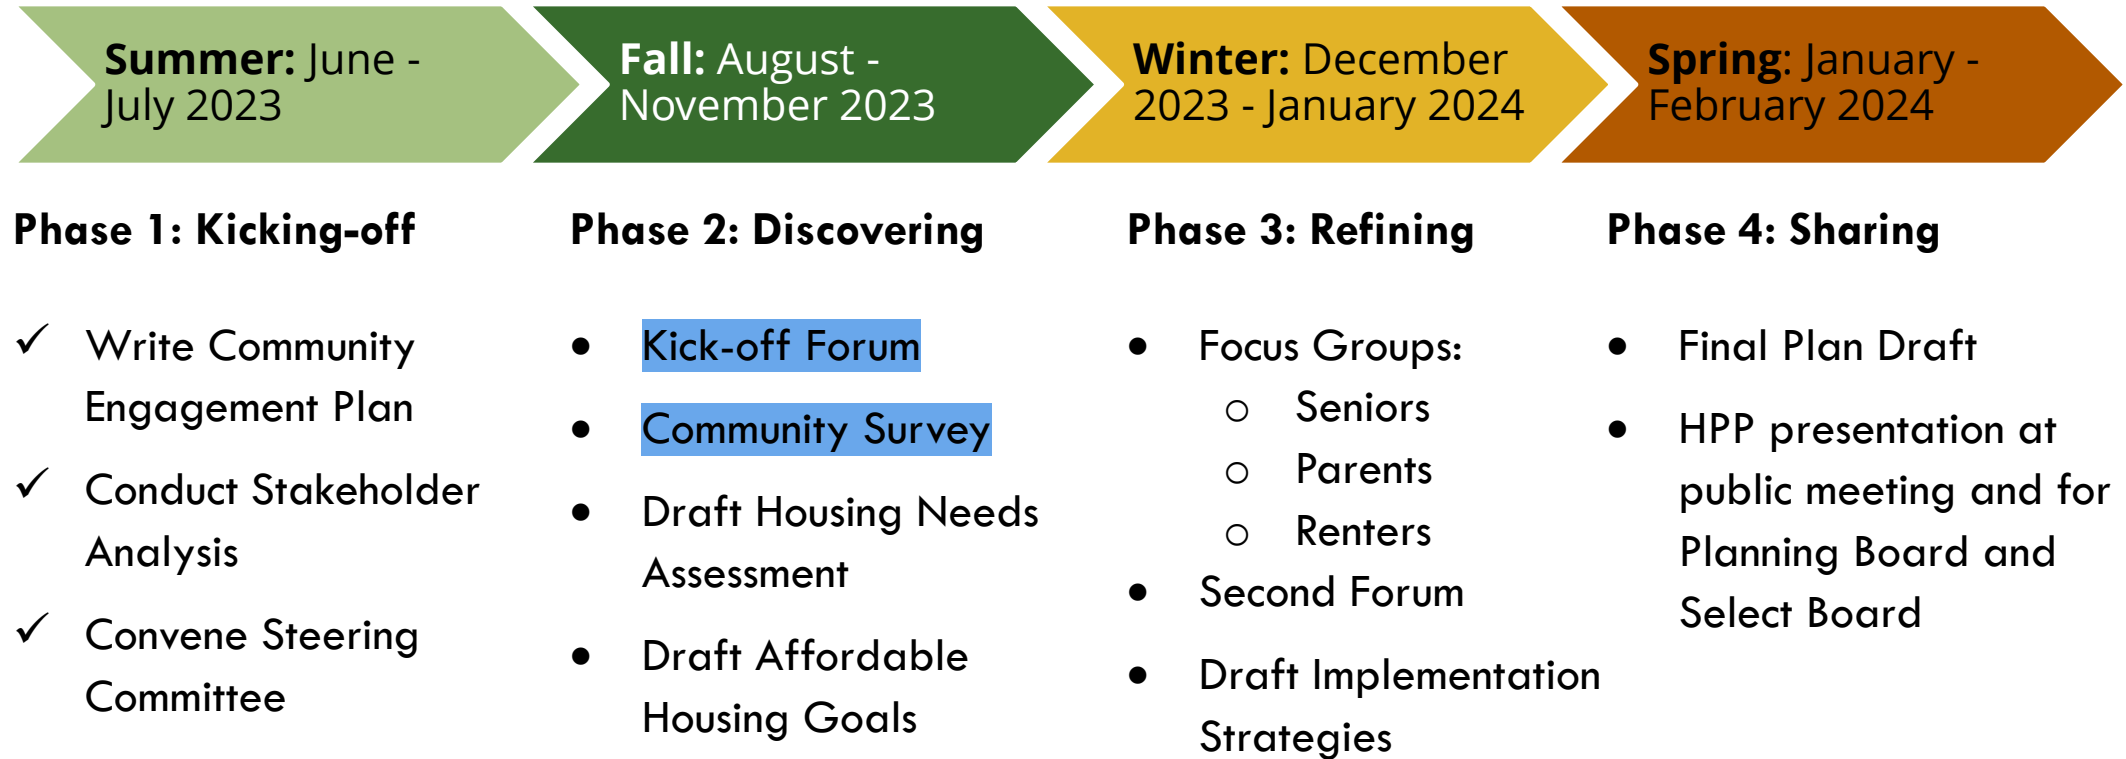 Summer: June -
July 2023
Fall: August -
November 2023
Winter: December
2023 - January 2024
Spring: January -
February 2024
Phase 1: Kicking-off
✓ Write Community
Engagement Plan
✓ Conduct Stakeholder
Analysis
✓ Convene Steering
Committee
Phase 2: Discovering
• Kick-off Forum
• Community Survey
• Draft Housing Needs
Assessment
• Draft Affordable
Housing Goals
Phase 3: Refining
• Focus Groups:
o Seniors
o Parents
o Renters
• Second Forum
• Draft Implementation
Strategies
Phase 4: Sharing
• Final Plan Draft
• HPP presentation at
public meeting and for
Planning Board and
Select Board